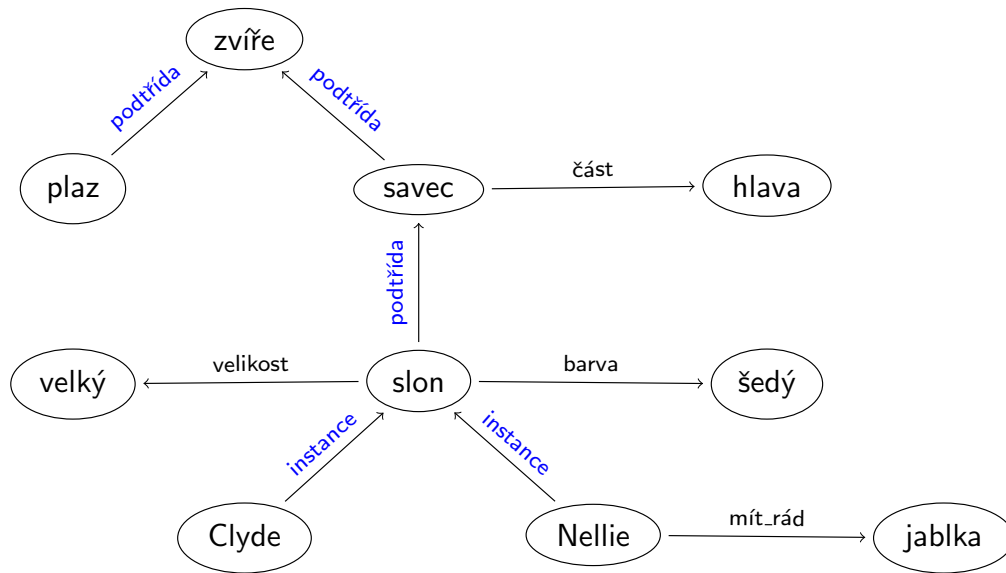 zvíře
podtřída
podtřída
plaz
savec
část
hlava
podtřída
velký
velikost
slon
barva
šedý
instance
instance
Clyde
Nellie
mít_rád
jablka